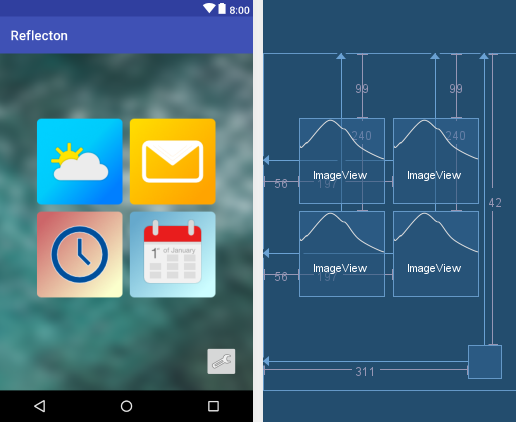 8:00
Reflecton
1st of January
99
99
240
240
ImageView
ImageView
56
197
42
ImageView
ImageView
56
197
311